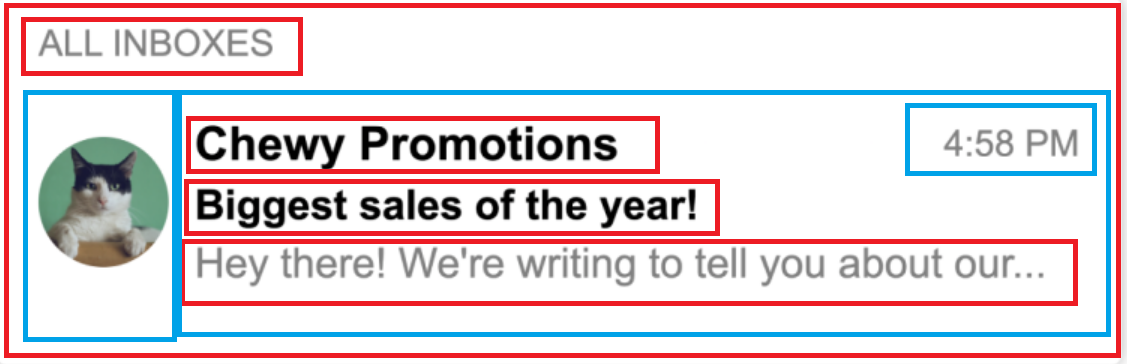 ALL INBOXES
Chewy Promotions
4:58 PM
Biggest sales of the year!
Hey there! We're writing to tell you about our...